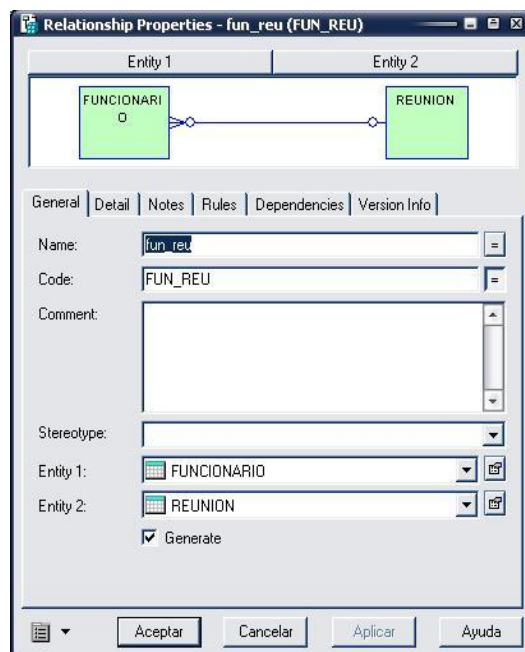 Relationship Properties - fun_reu (FUN_REU)
Entity 1
Entity 2
FUNCIONARI
O
REUNION
General
Detail
Notes
Rules
Dependencies
Version Info
Name:
fun_reu
=
Code:
FUN_REU
=
Comment:
Stereotype:
Entity 1:
FUNCIONARIO
Entity 2:
REUNION
Generate
Aceptar
Cancelar
Aplicar
Ayuda